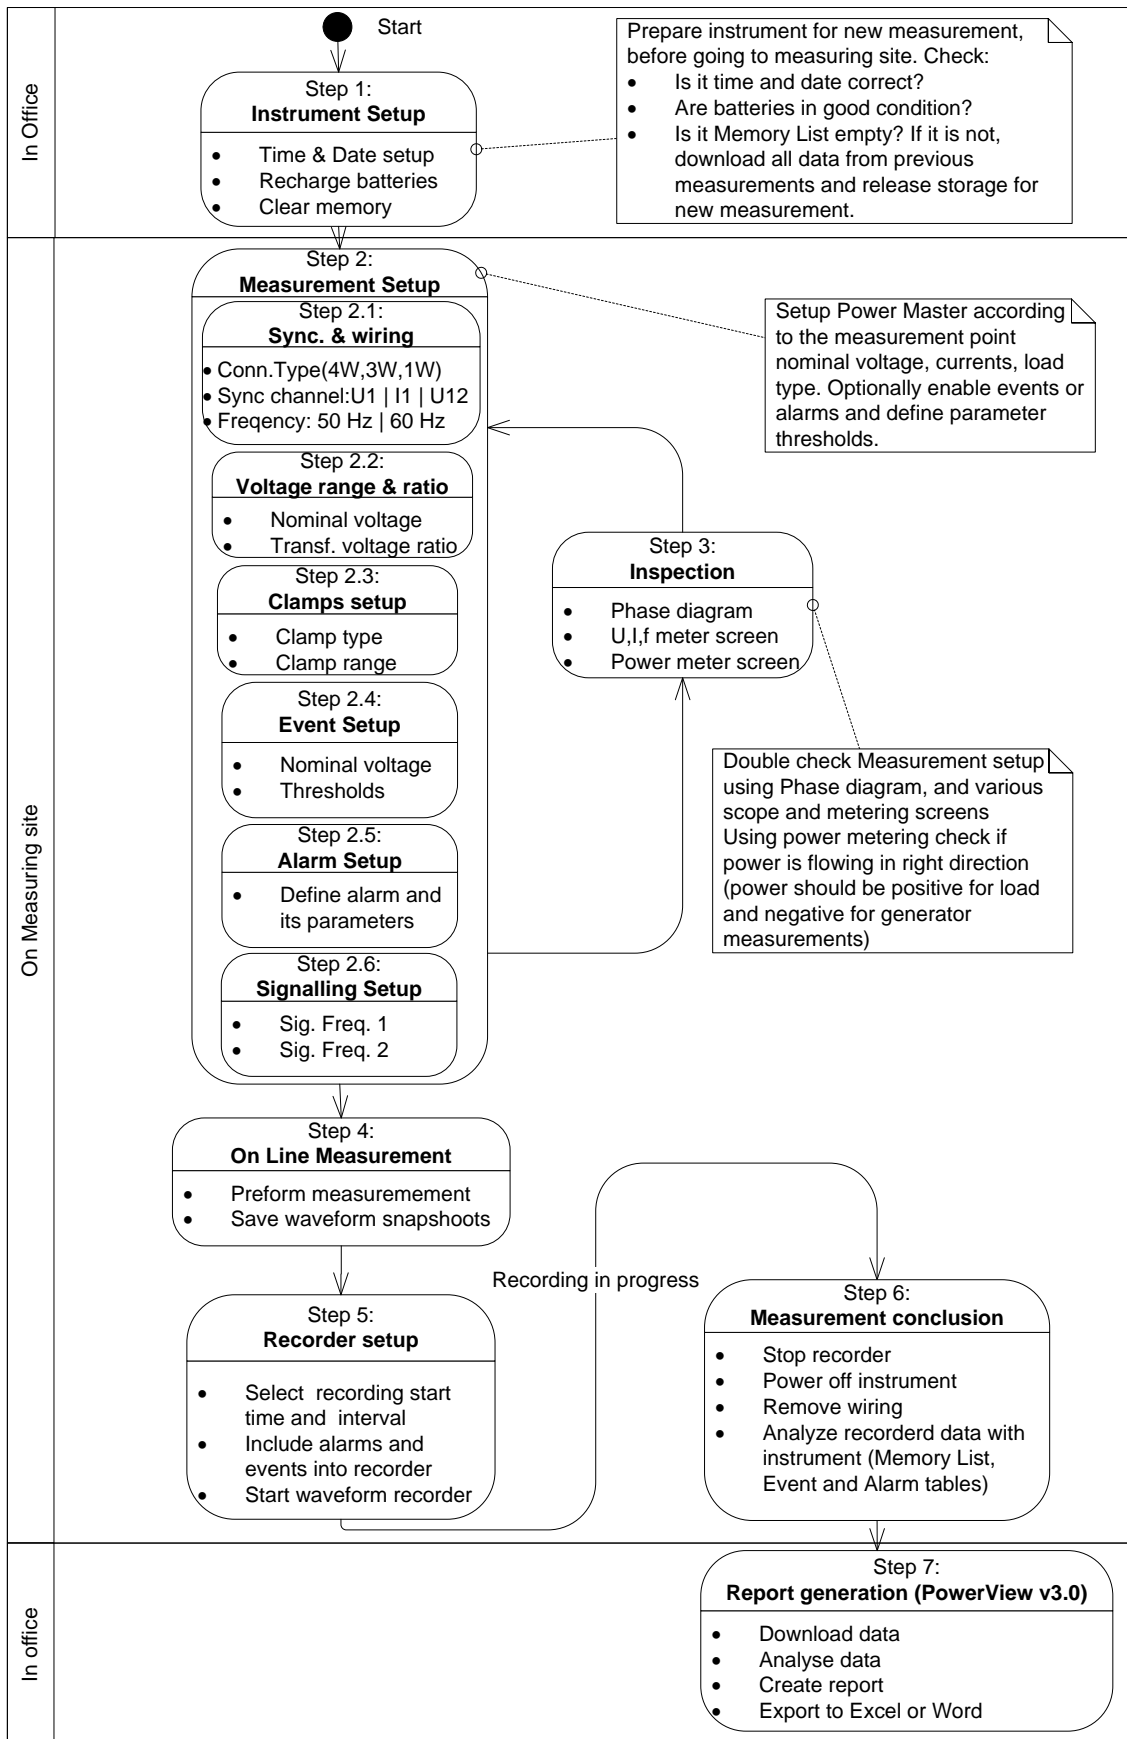 In Office
Start
Prepare instrument for new measurement,
before going to measuring site. Check:
• Is it time and date correct?
• Are batteries in good condition?
• Is it Memory List empty? If it is not,
download all data from previous
measurements and release storage for
new measurement.
Step 1:
Instrument Setup
• Time & Date setup
• Recharge batteries
• Clear memory
On Measuring site
Step 2:
Measurement Setup
Step 2.1:
Sync. & wiring
• Conn.Type(4W,3W,1W)
• Sync channel:U1 | I1 | U12
• Freqency: 50 Hz | 60 Hz
Setup Power Master according
to the measurement point
nominal voltage, currents, load
type. Optionally enable events or
alarms and define parameter
thresholds.
Step 2.2:
Voltage range & ratio
• Nominal voltage
• Transf. voltage ratio
Step 2.3:
Clamps setup
• Clamp type
• Clamp range
Step 3:
Inspection
• Phase diagram
• U,I,f meter screen
• Power meter screen
Step 2.4:
Event Setup
• Nominal voltage
• Thresholds
Double check Measurement setup
using Phase diagram, and various
scope and metering screens
Using power metering check if
power is flowing in right direction
(power should be positive for load
and negative for generator
measurements)
Step 2.5:
Alarm Setup
• Define alarm and
its parameters
Step 2.6:
Signalling Setup
• Sig. Freq. 1
• Sig. Freq. 2
Step 4:
On Line Measurement
• Preform measuremement
• Save waveform snapshoots
Step 5:
Recorder setup
• Select recording start
time and interval
• Include alarms and
events into recorder
• Start waveform recorder
Recording in progress
Step 6:
Measurement conclusion
• Stop recorder
• Power off instrument
• Remove wiring
• Analyze recorderd data with
instrument (Memory List,
Event and Alarm tables)
In office
Step 7:
Report generation (PowerView v3.0)
• Download data
• Analyse data
• Create report
• Export to Excel or Word